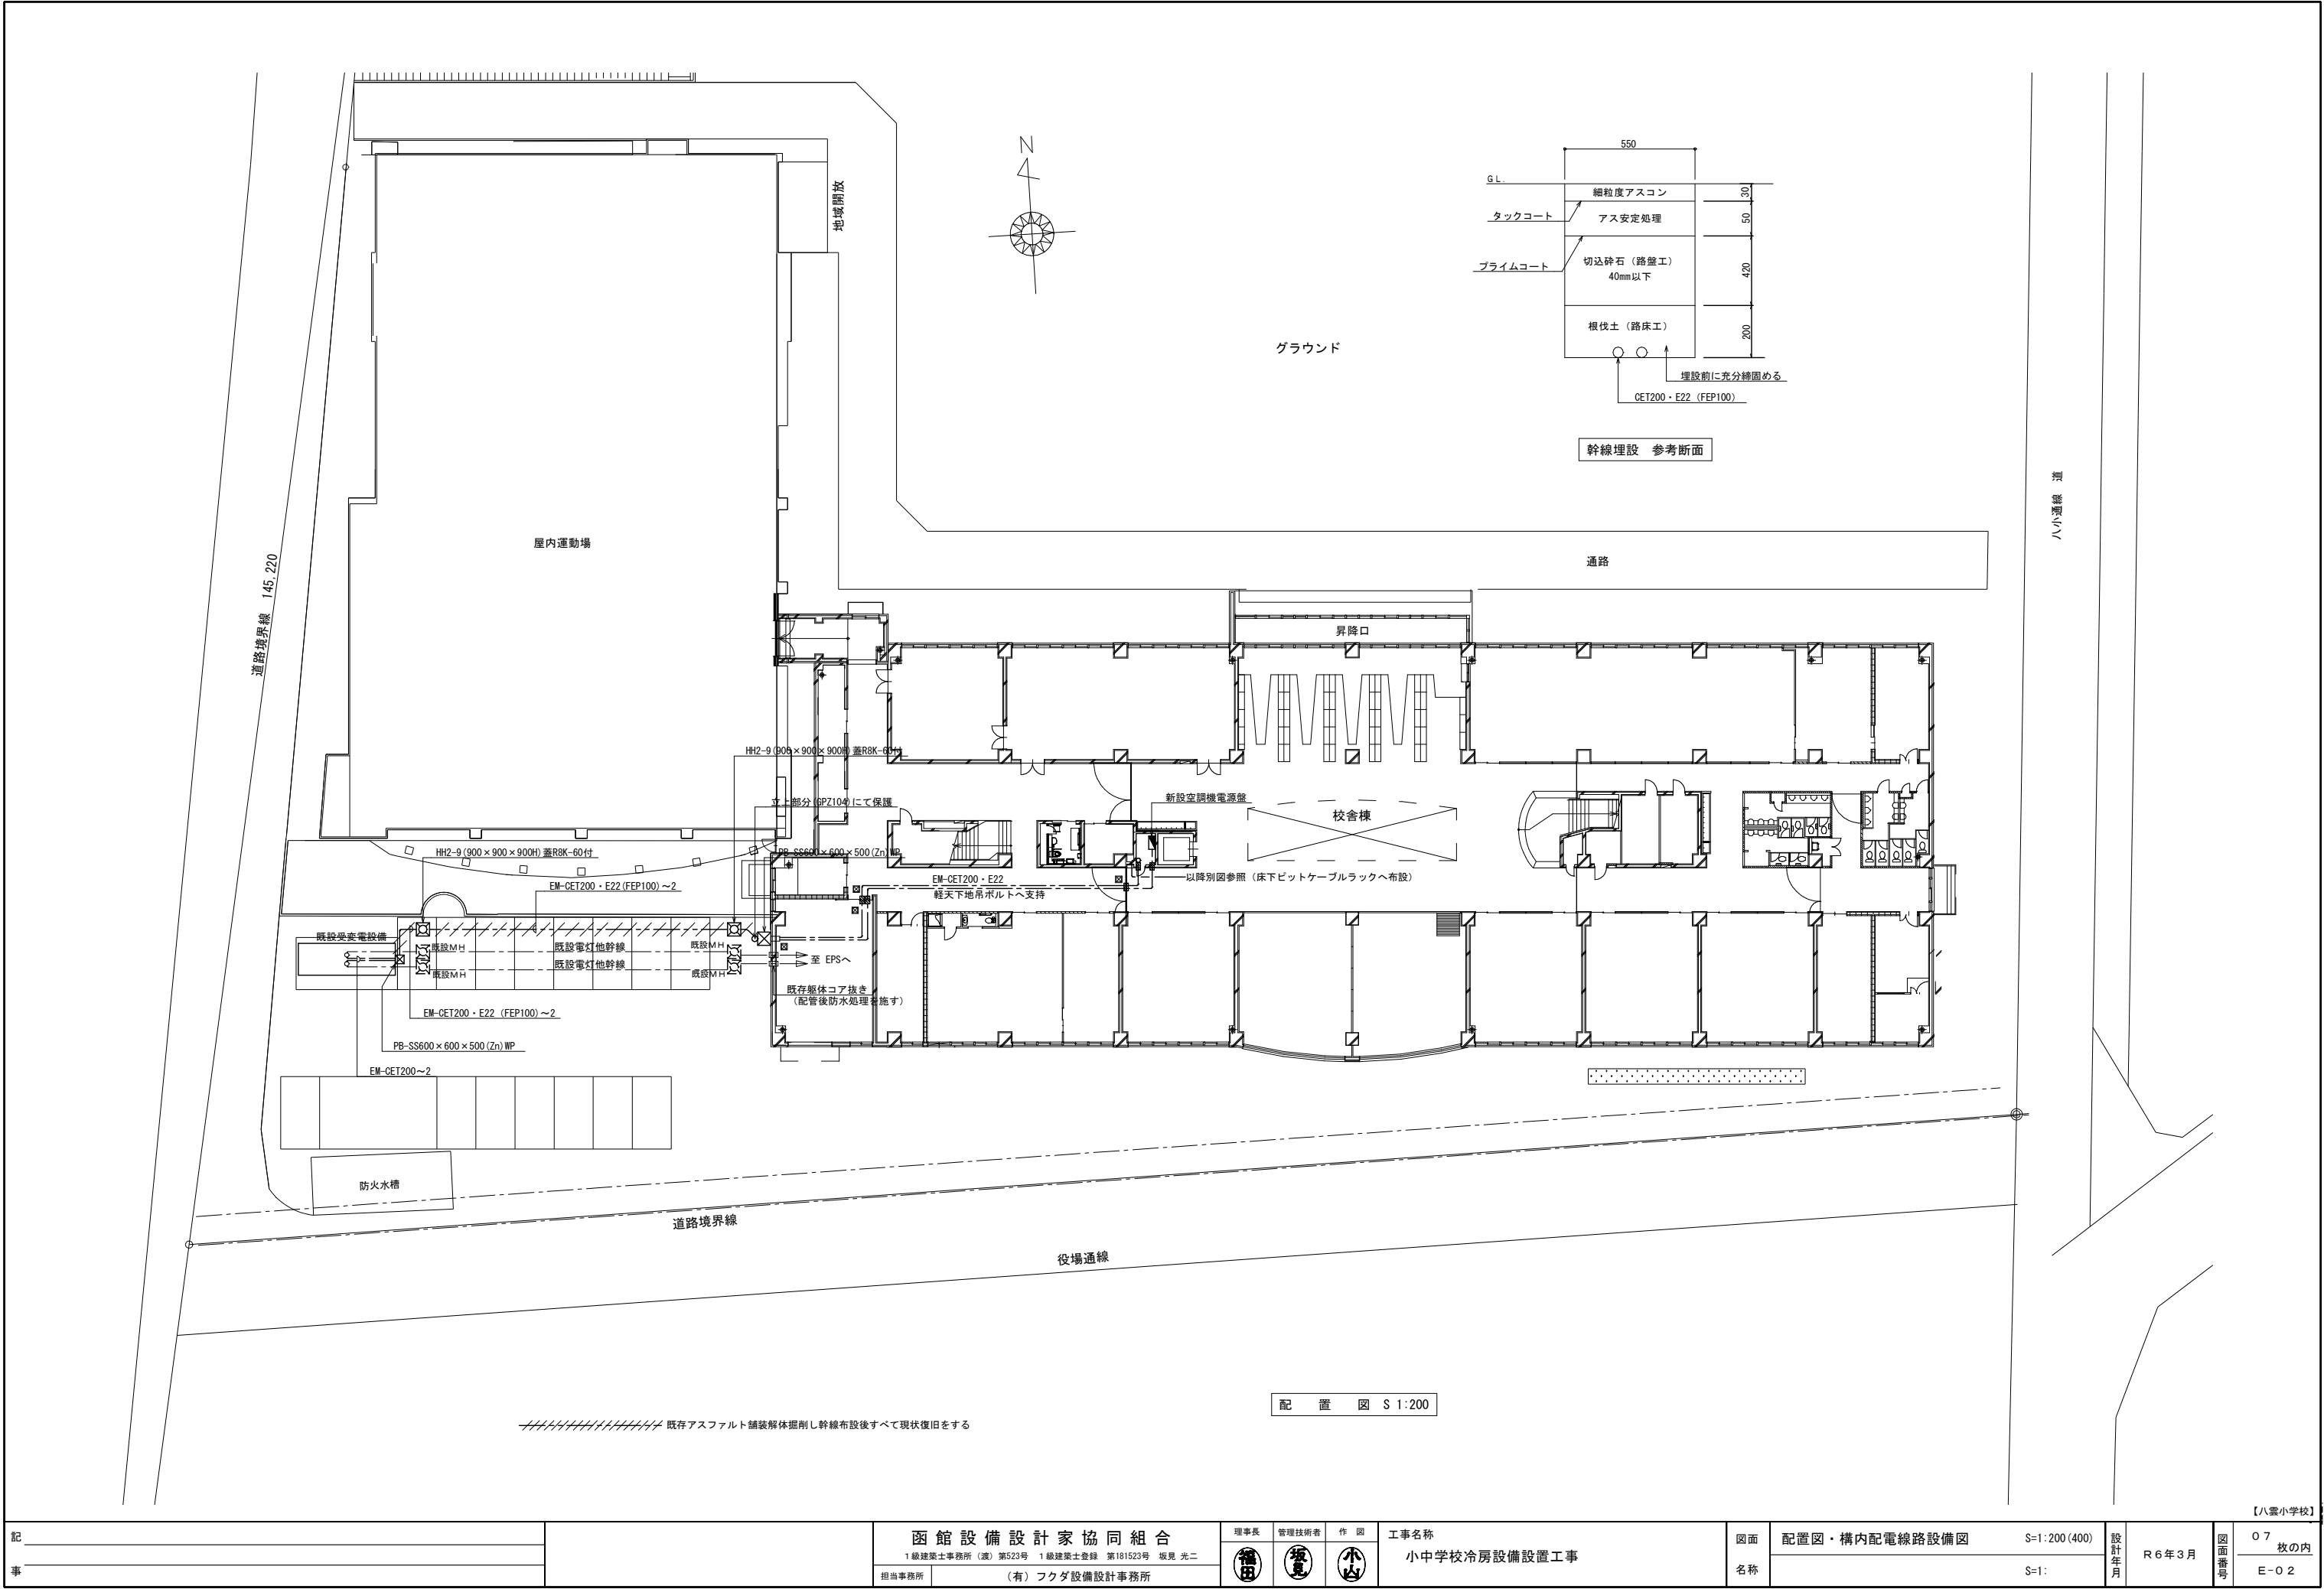 N
550
GL.
細粒度アスコン
30
タックコート
アス安定処理
50
プライムコート
切込砕石（路盤工）
40mm以下
420
根伐土（路床工）
200
埋設前に充分締固める
CET200・E22（FEP100）
幹線埋設　参考断面
地域開放
グラウンド
八小通線　道
屋内運動場
通路
道路境界線　145,220
昇降口
HH2-9(900×900×900H)蓋R8K-60付
立上部分(GPZ104)にて保護
新設空調機電源盤
校舎棟
HH2-9(900×900×900H)蓋R8K-60付
PB-SS600×600×500(Zn)WP
EM-CET200・E22(FEP100)～2
EM-CET200・E22
以降別図参照（床下ピットケーブルラックへ布設）
軽天下地吊ボルトへ支持
既設受変電設備
既設MH
既設電灯他幹線
既設MH
既設MH
既設電灯他幹線
既設MH
至 EPSへ
既存躯体コア抜き
（配管後防水処理を施す）
EM-CET200・E22（FEP100）～2
PB-SS600×600×500(Zn)WP
EM-CET200～2
防火水槽
道路境界線
役場通線
配　置　図　S 1:200
既存アスファルト舗装解体掘削し幹線布設後すべて現状復旧をする
【八雲小学校】
記
事
函館設備設計家協同組合
1級建築士事務所（渡）第523号　1級建築士登録　第181523号　坂見 光二
担当事務所　（有）フクダ設備設計事務所
理事長
福田
管理技術者
坂見
作　図
小山
工事名称
小中学校冷房設備設置工事
図面
名称
配置図・構内配電線路設備図　S=1:200(400)
S=1:
設計年月
R6年3月
図面番号
07
枚の内
E-02